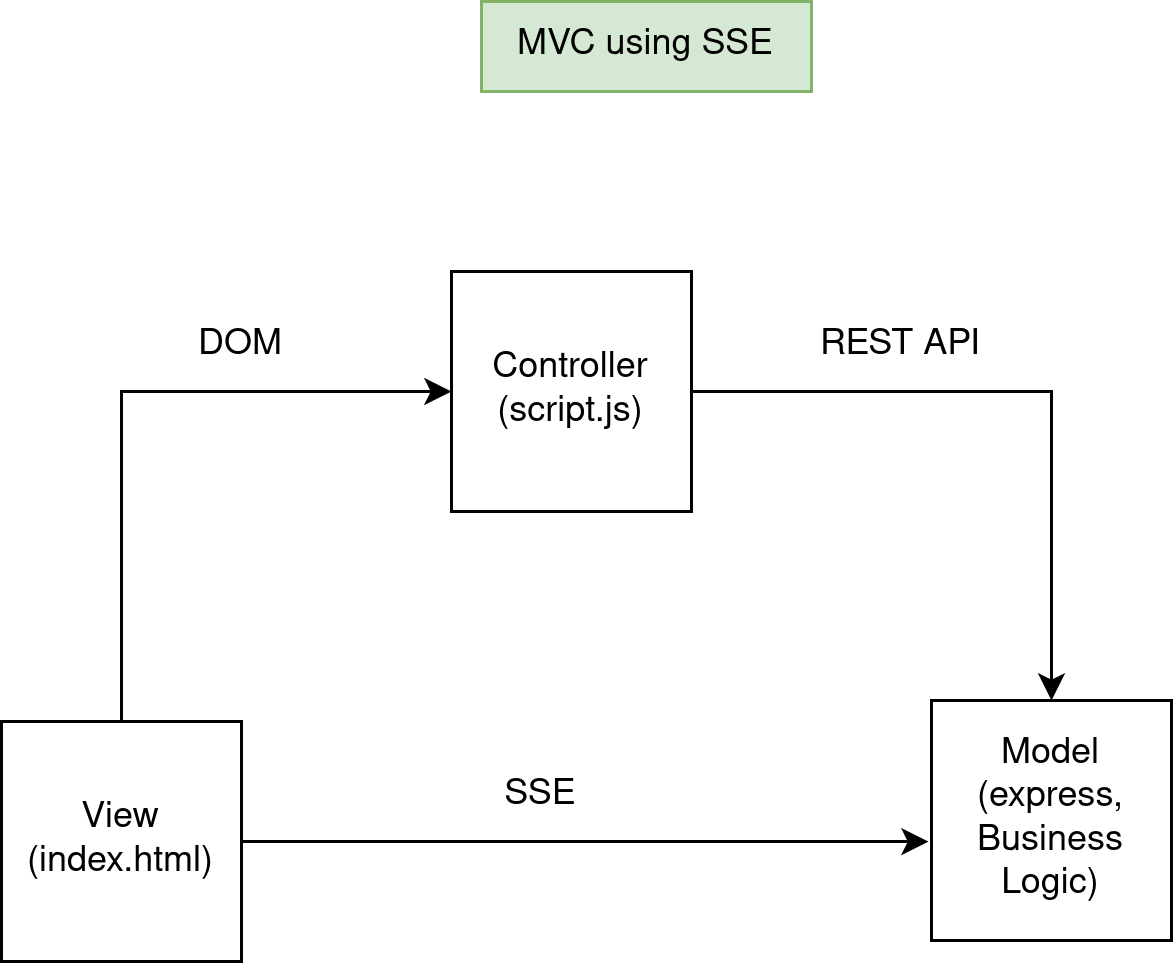 MVC using SSE
DOM
REST API
Controller
(script.js)
SSE
View
(index.html)
Model
(express,
Business
Logic)